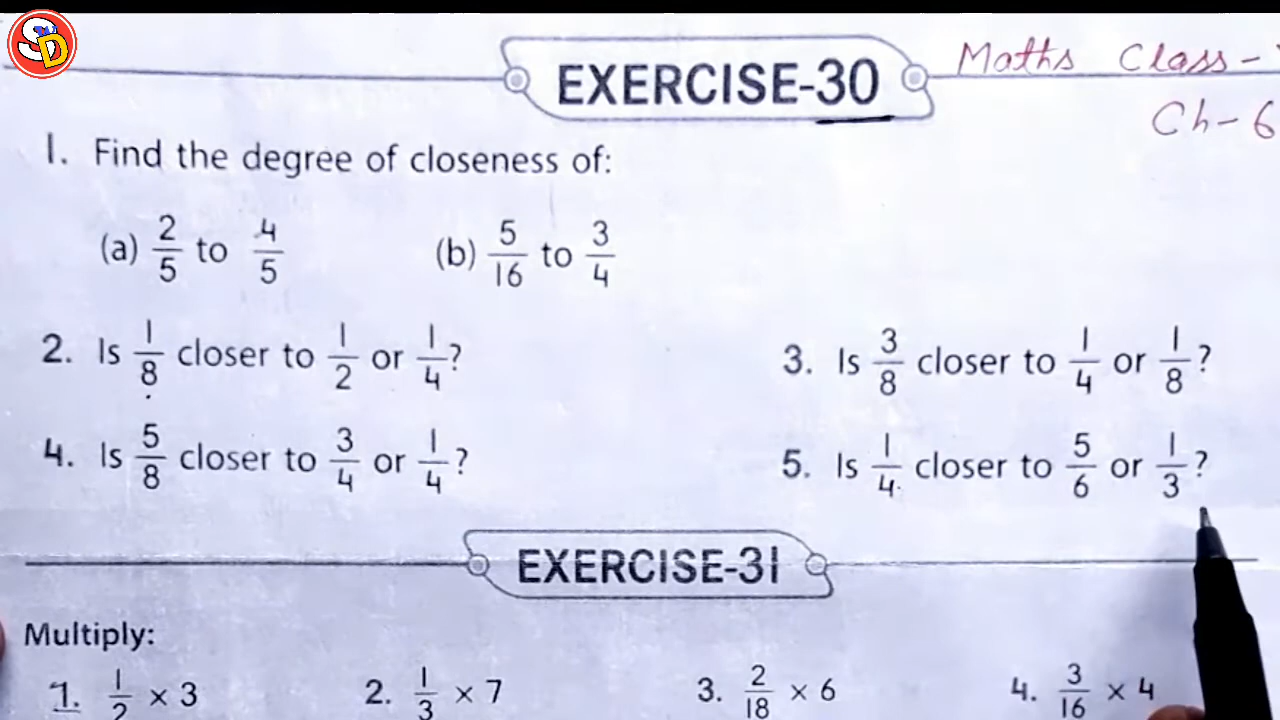 SD
EXERCISE-30
Maths Class -
Ch-6
1. Find the degree of closeness of:
(a) 2/5 to 4/5 (b) 5/16 to 3/4
2. Is 1/8 closer to 1/2 or 1/4? 3. Is 3/8 closer to 1/4 or 1/8?
4. Is 5/8 closer to 3/4 or 1/4? 5. Is 1/4 closer to 5/6 or 1/3?
EXERCISE-31
Multiply:
1. 1/2 × 3 2. 1/3 × 7 3. 2/18 × 6 4. 3/16 × 4